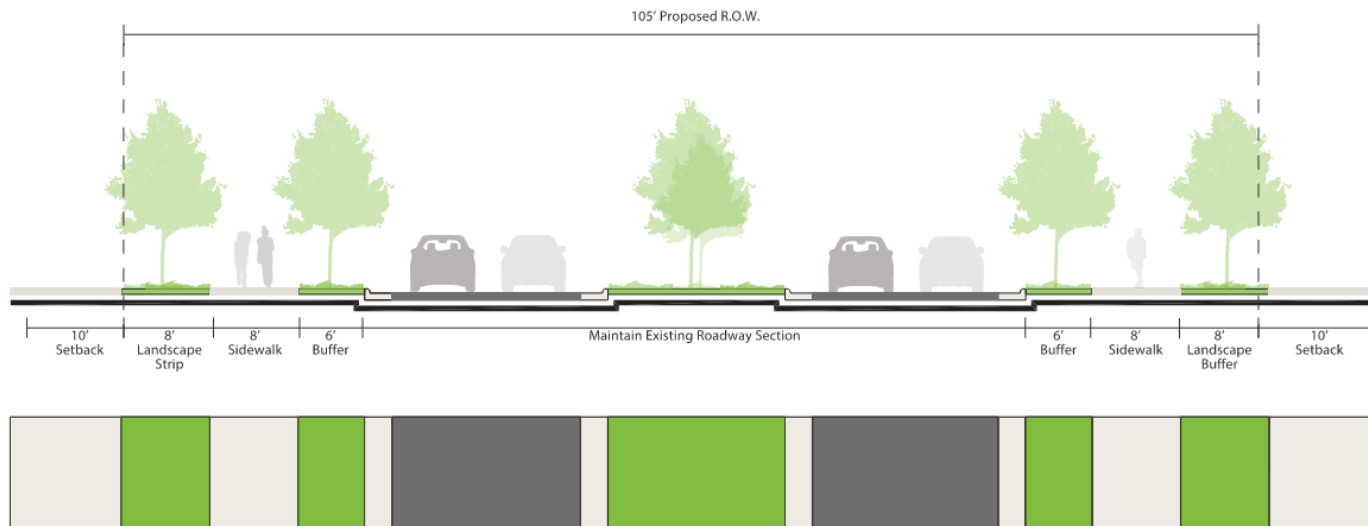 105’ Proposed R.O.W.
10’
Setback
8’
Landscape
Strip
8’
Sidewalk
6’
Buffer
Maintain Existing Roadway Section
6’
Buffer
8’
Sidewalk
8’
Landscape
Buffer
10’
Setback